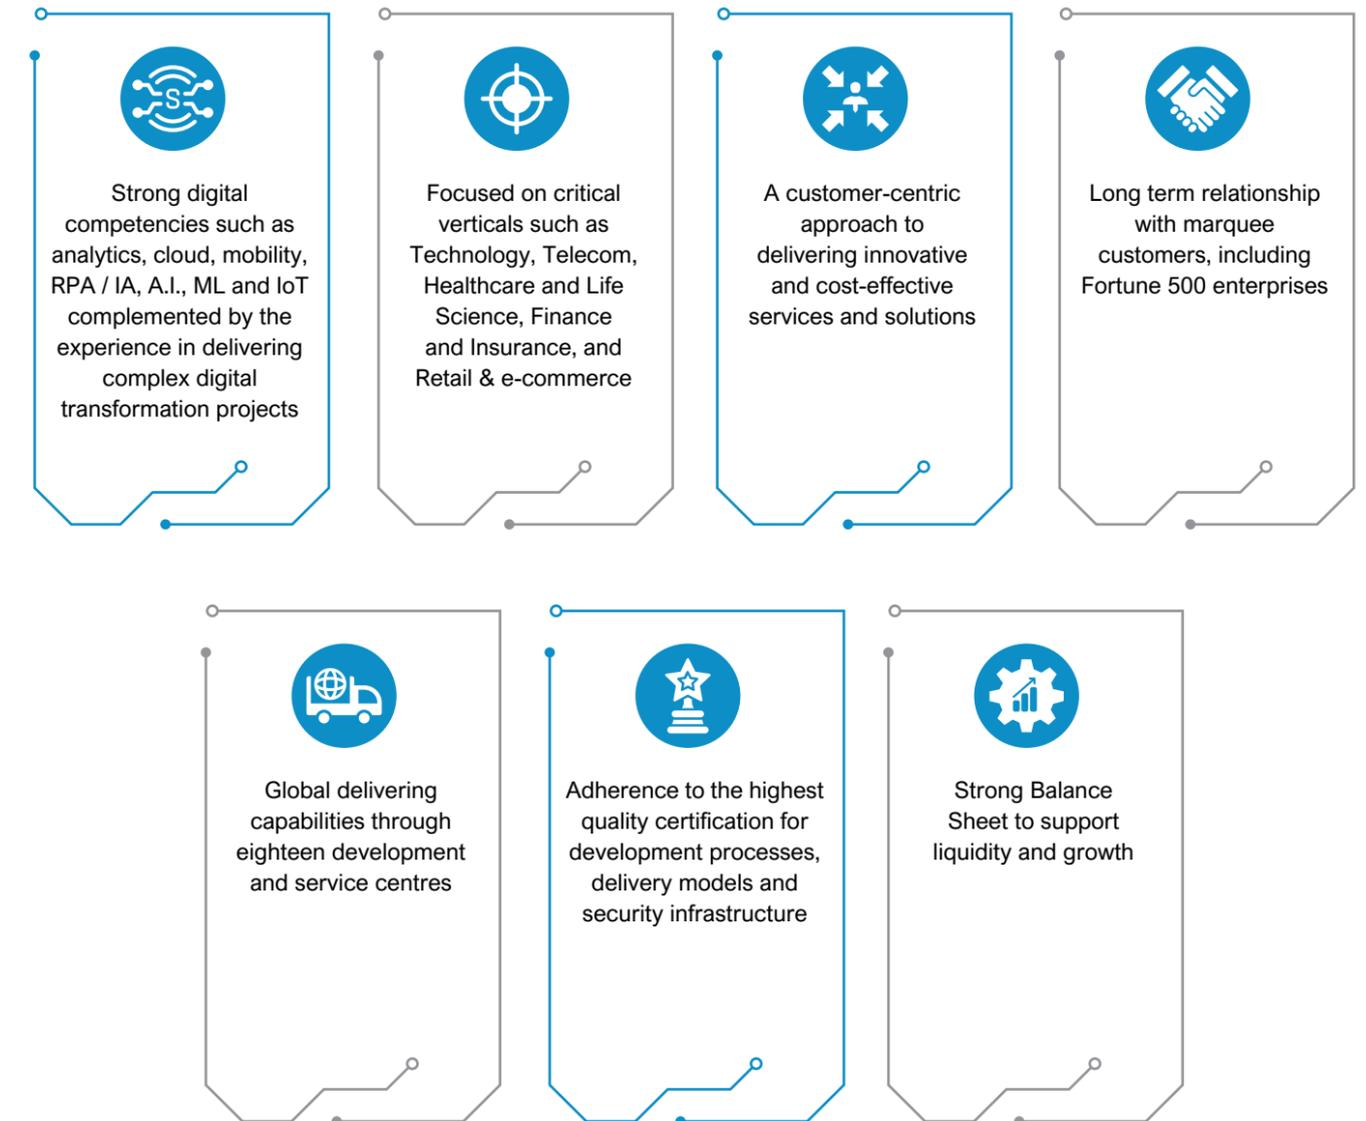 S
Strong digital
competencies such as
analytics, cloud, mobility,
RPA / IA, A.I., ML and IoT
complemented by the
experience in delivering
complex digital
transformation projects
Focused on critical
verticals such as
Technology, Telecom,
Healthcare and Life
Science, Finance
and Insurance, and
Retail & e-commerce
A customer-centric
approach to
delivering innovative
and cost-effective
services and solutions
Long term relationship
with marquee
customers, including
Fortune 500 enterprises
Global delivering
capabilities through
eighteen development
and service centres
Adherence to the highest
quality certification for
development processes,
delivery models and
security infrastructure
Strong Balance
Sheet to support
liquidity and growth